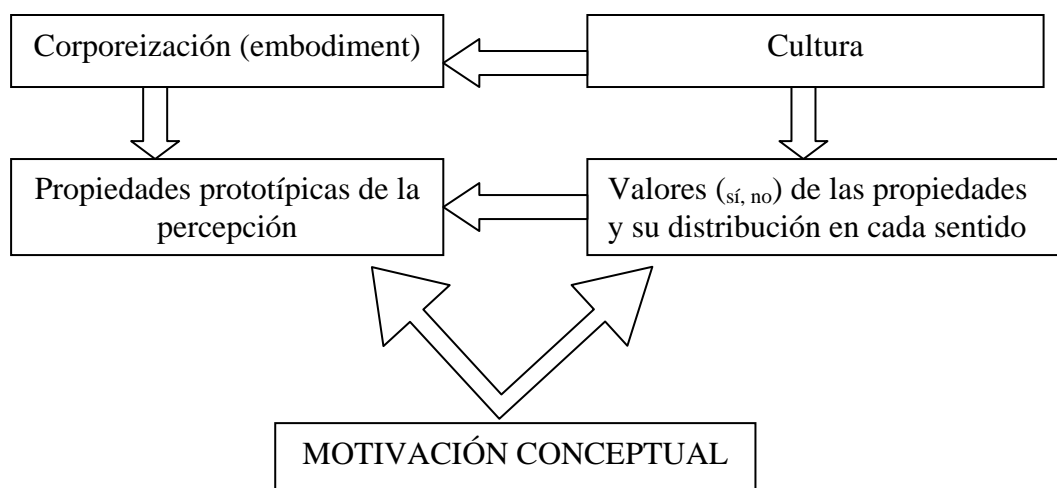 Corporeización (embodiment)
Cultura
Propiedades prototípicas de la
percepción
Valores (sí, no) de las propiedades
y su distribución en cada sentido
MOTIVACIÓN CONCEPTUAL